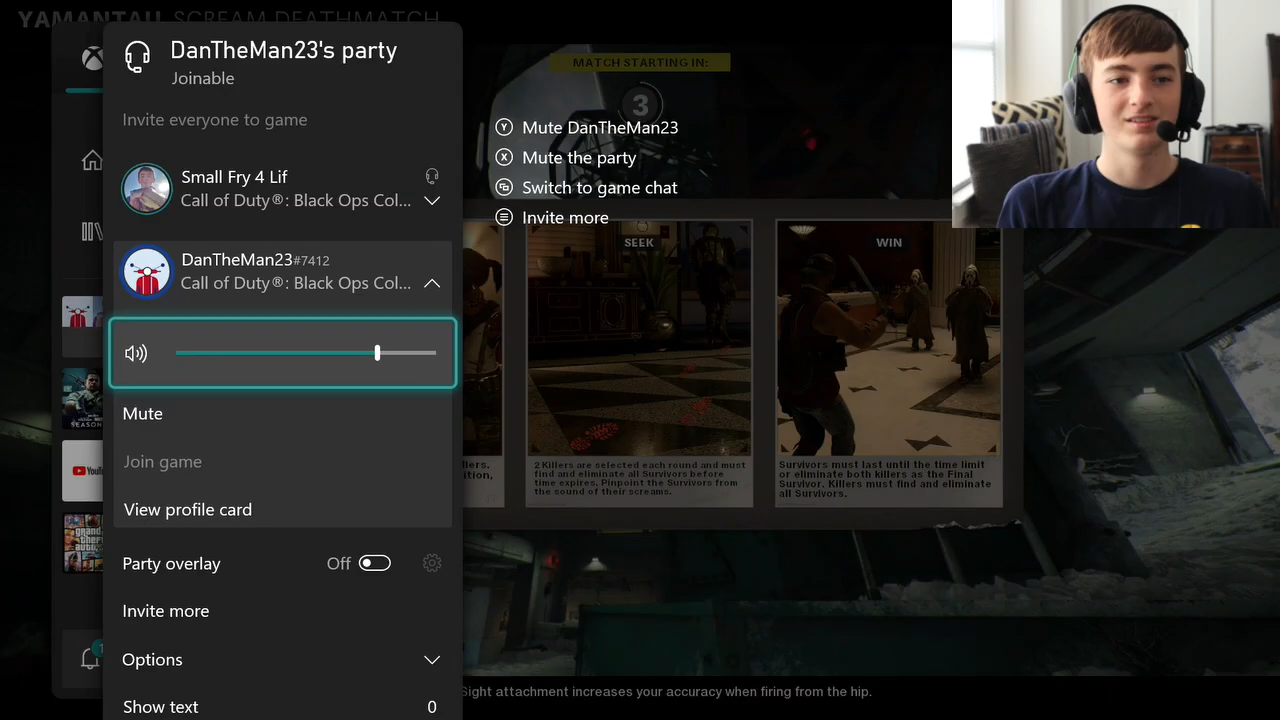 YAMANTAU SCREAM DEATHMATCH
DanTheMan23's party
Joinable
Invite everyone to game
Small Fry 4 Lif
Call of Duty®: Black Ops Col...
DanTheMan23#7412
Call of Duty®: Black Ops Col...
Mute
Join game
View profile card
Party overlay
Off
Invite more
Options
Show text
0
MATCH STARTING IN:
3
Y Mute DanTheMan23
X Mute the party
Switch to game chat
Invite more
SEEK
WIN
2 Killers are selected each round and must
find and eliminate all Survivors before
time expires. Pinpoint the Survivors from
the sound of their screams.
Survivors must last until the time limit
or eliminate both killers as the Final
Survivor. Killers must find and eliminate
all Survivors.
Sight attachment increases your accuracy when firing from the hip.
SEASON
YouTu